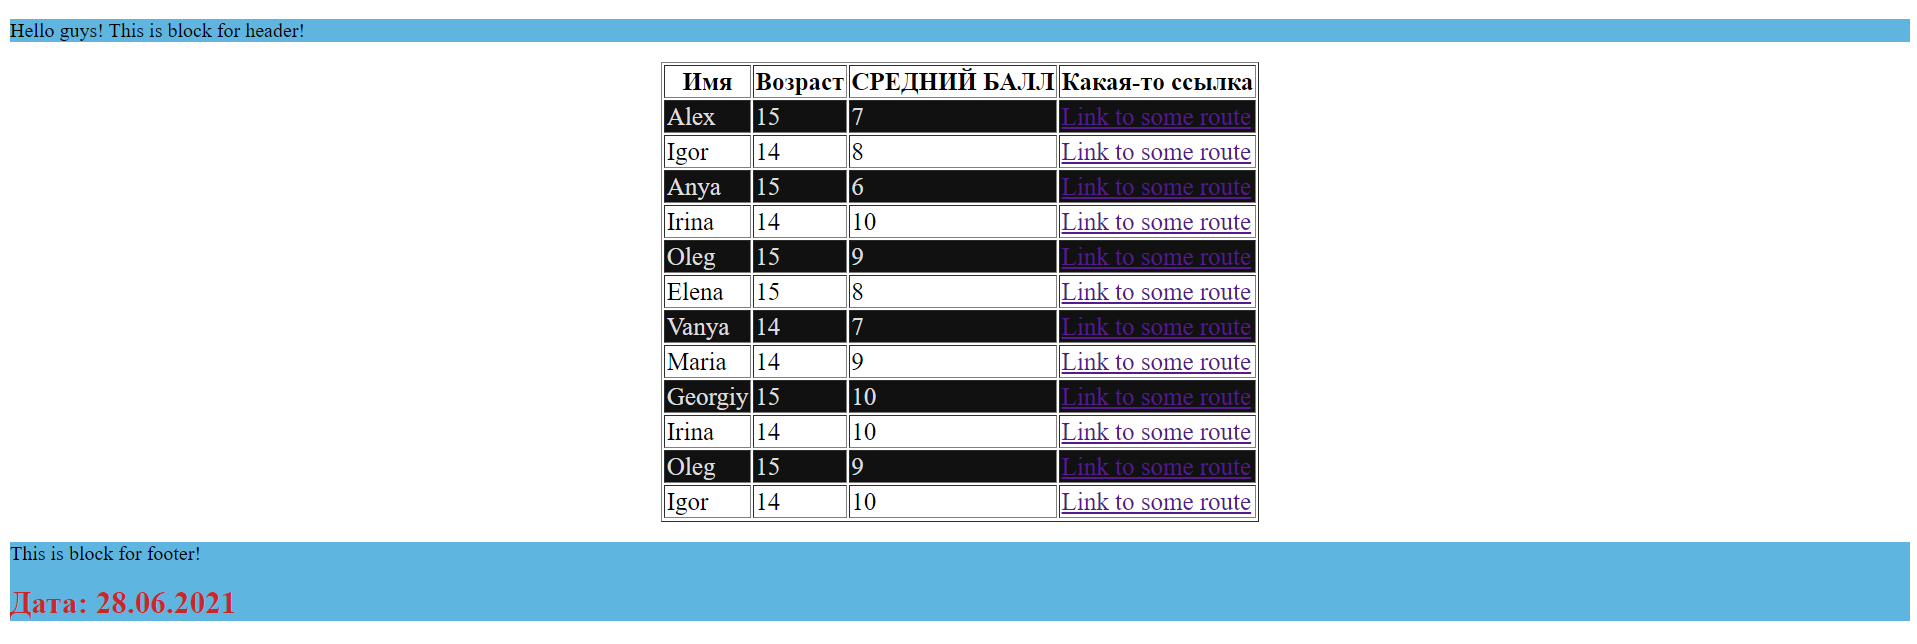 Hello guys! This is block for header!
Имя Возраст СРЕДНИЙ БАЛЛ Какая-то ссылка
Alex 15 7 Link to some route
Igor 14 8 Link to some route
Anya 15 6 Link to some route
Irina 14 10 Link to some route
Oleg 15 9 Link to some route
Elena 15 8 Link to some route
Vanya 14 7 Link to some route
Maria 14 9 Link to some route
Georgiy 15 10 Link to some route
Irina 14 10 Link to some route
Oleg 15 9 Link to some route
Igor 14 10 Link to some route
This is block for footer!
Дата: 28.06.2021